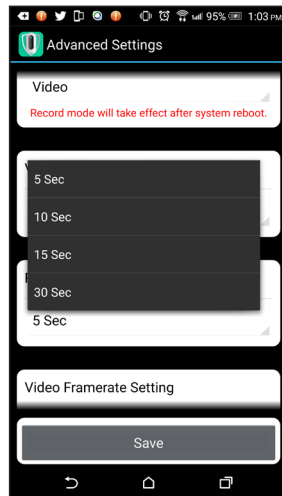 95% 1:03 PM
Advanced Settings
Video
Record mode will take effect after system reboot.
5 Sec
10 Sec
15 Sec
30 Sec
5 Sec
Video Framerate Setting
Save